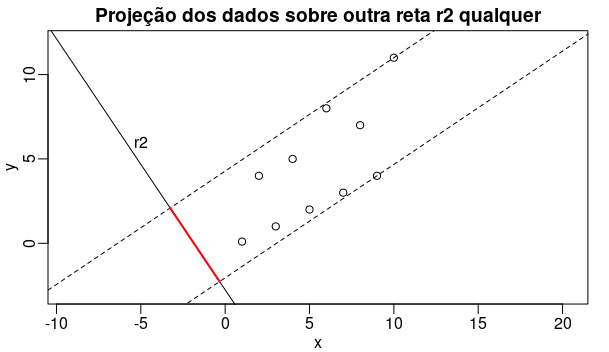 Projeção dos dados sobre outra reta r2 qualquer
10
5
0
y
r2
-10 -5 0 5 10 15 20
x